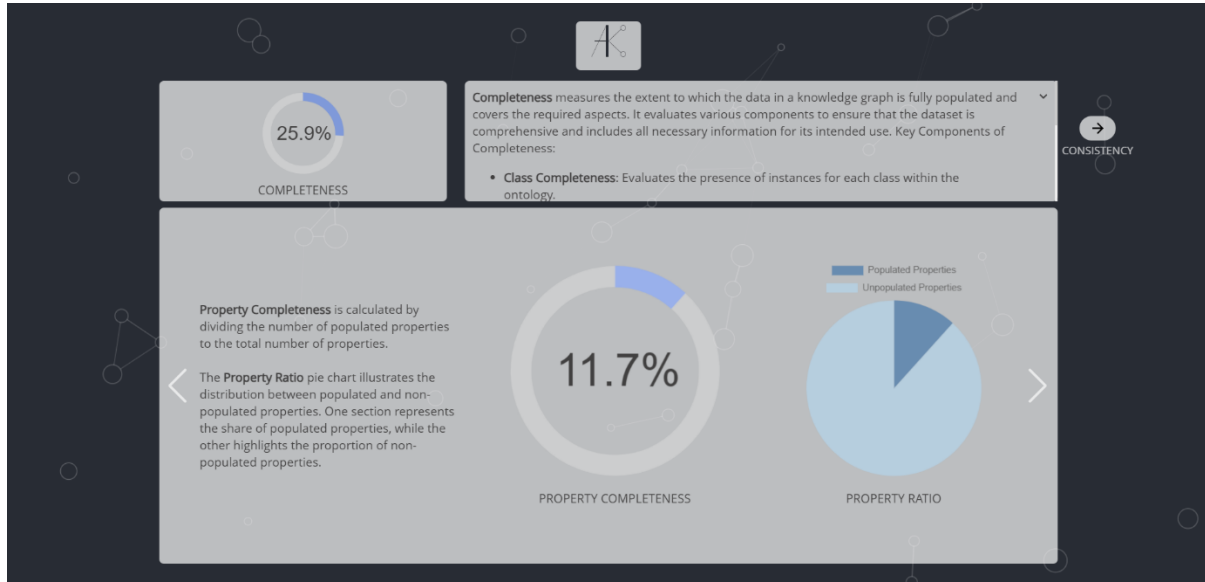 AK
25.9%
COMPLETENESS
Completeness measures the extent to which the data in a knowledge graph is fully populated and
covers the required aspects. It evaluates various components to ensure that the dataset is
comprehensive and includes all necessary information for its intended use. Key Components of
Completeness:
• Class Completeness: Evaluates the presence of instances for each class within the
ontology.
CONSISTENCY
Property Completeness is calculated by
dividing the number of populated properties
to the total number of properties.
The Property Ratio pie chart illustrates the
distribution between populated and non-
populated properties. One section represents
the share of populated properties, while the
other highlights the proportion of non-
populated properties.
11.7%
PROPERTY COMPLETENESS
Populated Properties
Unpopulated Properties
PROPERTY RATIO